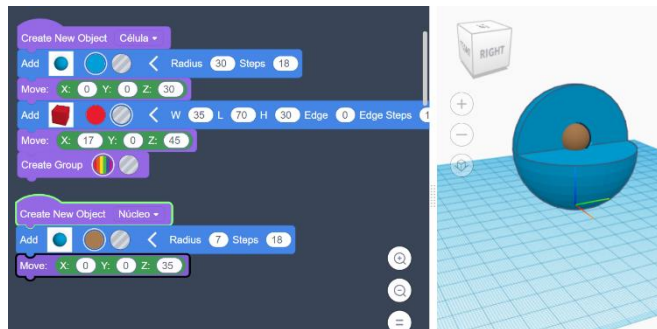 Create New Object Célula
Add Radius 30 Steps 18
Move: X: 0 Y: 0 Z: 30
Add W 35 L 70 H 30 Edge 0 Edge Steps
Move: X: 17 Y: 0 Z: 45
Create Group
Create New Object Núcleo
Add Radius 7 Steps 18
Move: X: 0 Y: 0 Z: 35
RIGHT